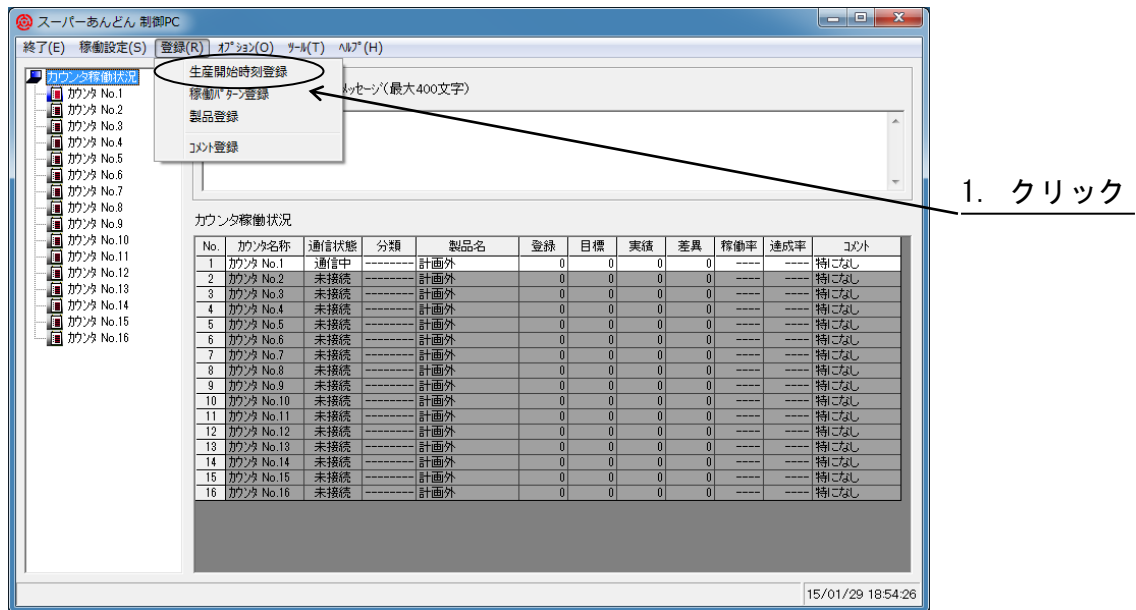 スーパーあんどん 制御PC
終了(E) 稼働設定(S) 登録(R) ｵﾌﾟｼｮﾝ(O) ﾂｰﾙ(T) ﾍﾙﾌﾟ(H)
生産開始時刻登録
稼働ﾊﾟﾀｰﾝ登録
製品登録
ｺﾒﾝﾄ登録
ﾒｯｾｰｼﾞ(最大400文字)
1. クリック
カウンタ稼働状況
ｶｳﾝﾀ No.1
ｶｳﾝﾀ No.2
ｶｳﾝﾀ No.3
ｶｳﾝﾀ No.4
ｶｳﾝﾀ No.5
ｶｳﾝﾀ No.6
ｶｳﾝﾀ No.7
ｶｳﾝﾀ No.8
ｶｳﾝﾀ No.9
ｶｳﾝﾀ No.10
ｶｳﾝﾀ No.11
ｶｳﾝﾀ No.12
ｶｳﾝﾀ No.13
ｶｳﾝﾀ No.14
ｶｳﾝﾀ No.15
ｶｳﾝﾀ No.16
カウンタ稼働状況
No. ｶｳﾝﾀ名称 通信状態 分類 製品名 登録 目標 実績 差異 稼働率 達成率 ｺﾒﾝﾄ
1 ｶｳﾝﾀ No.1 通信中 -------- 計画外 0 0 0 0 ---- ---- 特になし
2 ｶｳﾝﾀ No.2 未接続 -------- 計画外 0 0 0 0 ---- ---- 特になし
3 ｶｳﾝﾀ No.3 未接続 -------- 計画外 0 0 0 0 ---- ---- 特になし
4 ｶｳﾝﾀ No.4 未接続 -------- 計画外 0 0 0 0 ---- ---- 特になし
5 ｶｳﾝﾀ No.5 未接続 -------- 計画外 0 0 0 0 ---- ---- 特になし
6 ｶｳﾝﾀ No.6 未接続 -------- 計画外 0 0 0 0 ---- ---- 特になし
7 ｶｳﾝﾀ No.7 未接続 -------- 計画外 0 0 0 0 ---- ---- 特になし
8 ｶｳﾝﾀ No.8 未接続 -------- 計画外 0 0 0 0 ---- ---- 特になし
9 ｶｳﾝﾀ No.9 未接続 -------- 計画外 0 0 0 0 ---- ---- 特になし
10 ｶｳﾝﾀ No.10 未接続 -------- 計画外 0 0 0 0 ---- ---- 特になし
11 ｶｳﾝﾀ No.11 未接続 -------- 計画外 0 0 0 0 ---- ---- 特になし
12 ｶｳﾝﾀ No.12 未接続 -------- 計画外 0 0 0 0 ---- ---- 特になし
13 ｶｳﾝﾀ No.13 未接続 -------- 計画外 0 0 0 0 ---- ---- 特になし
14 ｶｳﾝﾀ No.14 未接続 -------- 計画外 0 0 0 0 ---- ---- 特になし
15 ｶｳﾝﾀ No.15 未接続 -------- 計画外 0 0 0 0 ---- ---- 特になし
16 ｶｳﾝﾀ No.16 未接続 -------- 計画外 0 0 0 0 ---- ---- 特になし
15/01/29 18:54:26